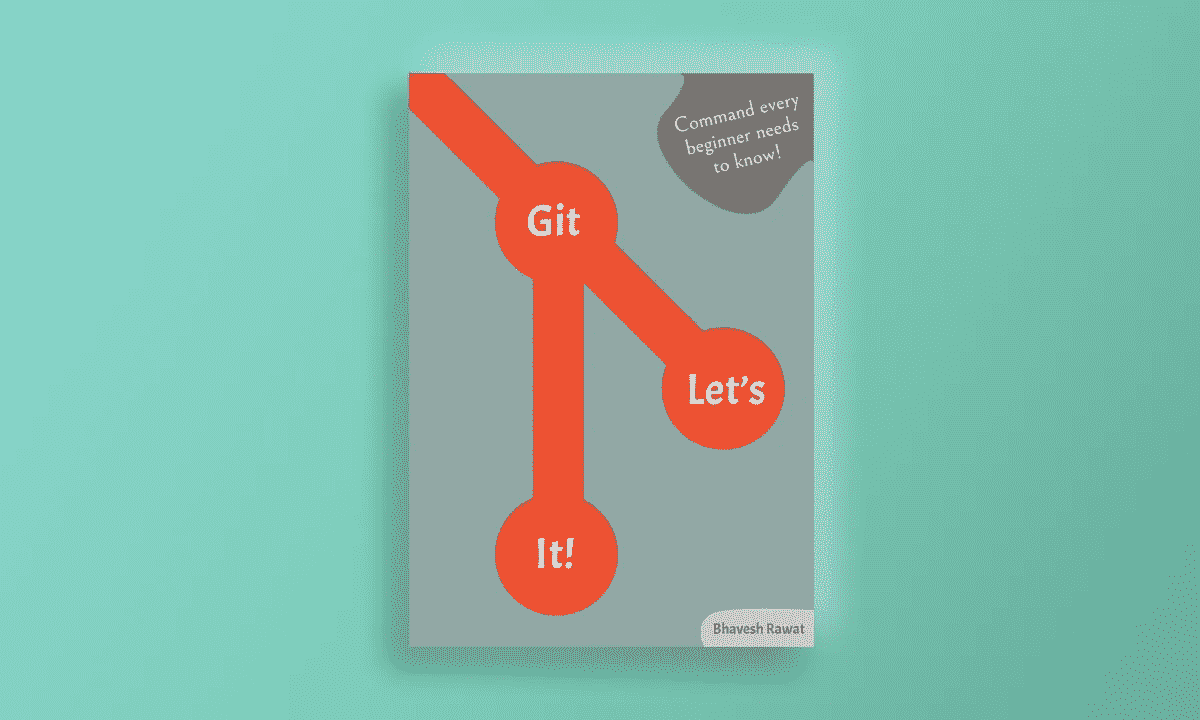 Command every
beginner needs
to know!
Git
Let's
It!
Bhavesh Rawat